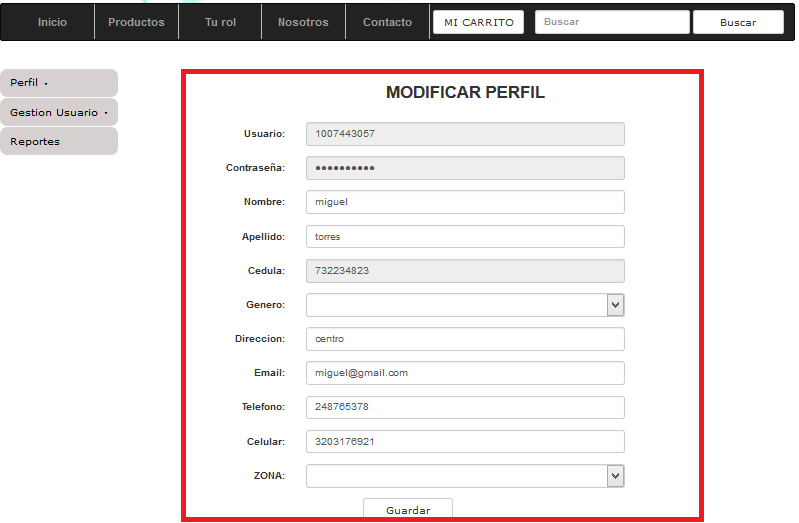 Inicio Productos Tu rol Nosotros Contacto MI CARRITO Buscar Buscar
Perfil
Gestion Usuario
Reportes
MODIFICAR PERFIL
Usuario: 1007443057
Contraseña: ●●●●●●●●●●
Nombre: miguel
Apellido: torres
Cedula: 732234823
Genero:
Direccion: centro
Email: miguel@gmail.com
Telefono: 248765378
Celular: 3203176921
ZONA:
Guardar